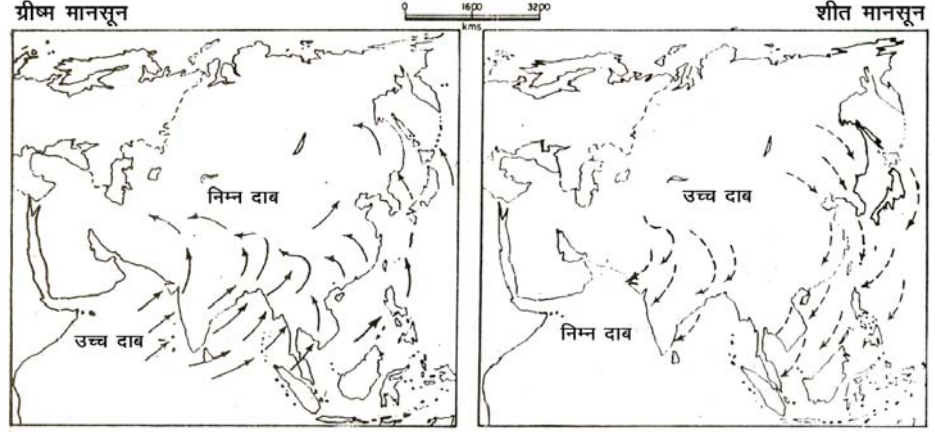 ग्रीष्म मानसून
0 1600 3200
kms
शीत मानसून
निम्न दाब
उच्च दाब
उच्च दाब
निम्न दाब